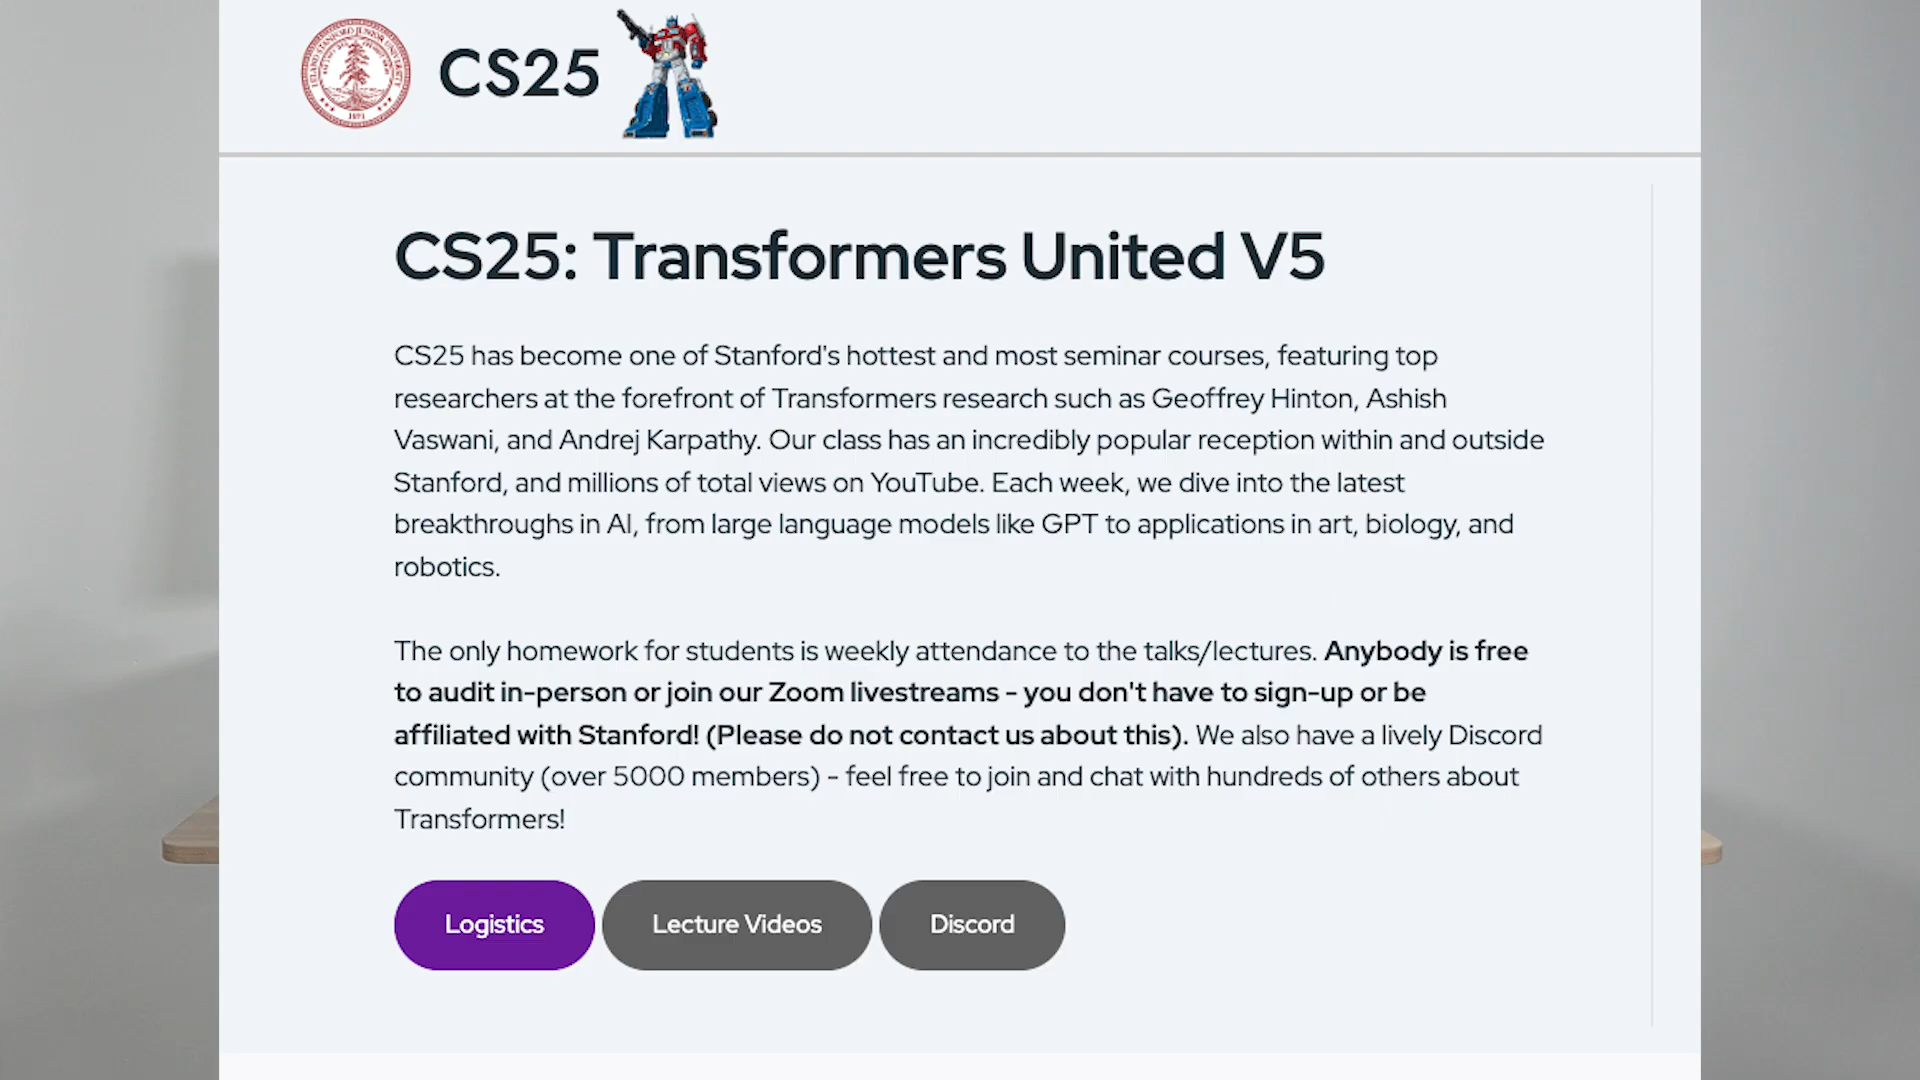 CS25
CS25: Transformers United V5
CS25 has become one of Stanford's hottest and most seminar courses, featuring top
researchers at the forefront of Transformers research such as Geoffrey Hinton, Ashish
Vaswani, and Andrej Karpathy. Our class has an incredibly popular reception within and outside
Stanford, and millions of total views on YouTube. Each week, we dive into the latest
breakthroughs in AI, from large language models like GPT to applications in art, biology, and
robotics.
The only homework for students is weekly attendance to the talks/lectures. Anybody is free
to audit in-person or join our Zoom livestreams - you don't have to sign-up or be
affiliated with Stanford! (Please do not contact us about this). We also have a lively Discord
community (over 5000 members) - feel free to join and chat with hundreds of others about
Transformers!
Logistics
Lecture Videos
Discord